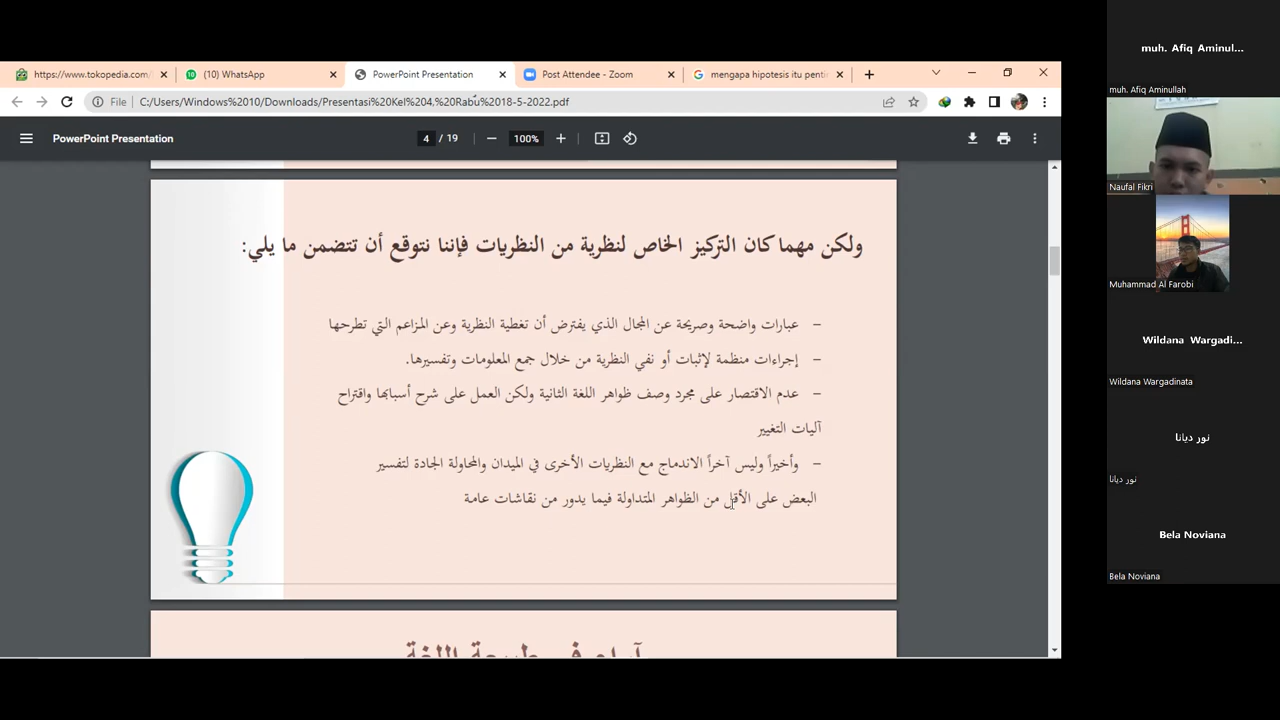 https://www.tokopedia.com/
(10) WhatsApp
PowerPoint Presentation
Post Attendee - Zoom
mengapa hipotesis itu penti
File
C:/Users/Windows%2010/Downloads/Presentasi%20Kel%204,%20Rabu%2018-5-2022.pdf
PowerPoint Presentation
4 / 19
100%
ولكن مهما كان التركيز الخاص لنظرية من النظريات فإننا نتوقع أن تتضمن ما يلي:
– عبارات واضحة وصريحة عن المجال الذي يفترض أن تغطية النظرية وعن المزاعم التي تطرحها
– إجراءات منظمة لإثبات أو نفي النظرية من خلال جمع المعلومات وتفسيرها.
– عدم الاقتصار على مجرد وصف ظواهر اللغة الثانية ولكن العمل على شرح أسبابها واقتراح
آليات التغيير
– وأخيراً وليس آخراً الاندماج مع النظريات الأخرى في الميدان والمحاولة الجادة لتفسير
البعض على الأقل من الظواهر المتداولة فيما يدور من نقاشات عامة
muh. Afiq Aminul...
muh. Afiq Aminullah
Naufal Fikri
Muhammad Al Farobi
Wildana Wargadi...
Wildana Wargadinata
نور ديانا
نور ديانا
Bela Noviana
Bela Noviana